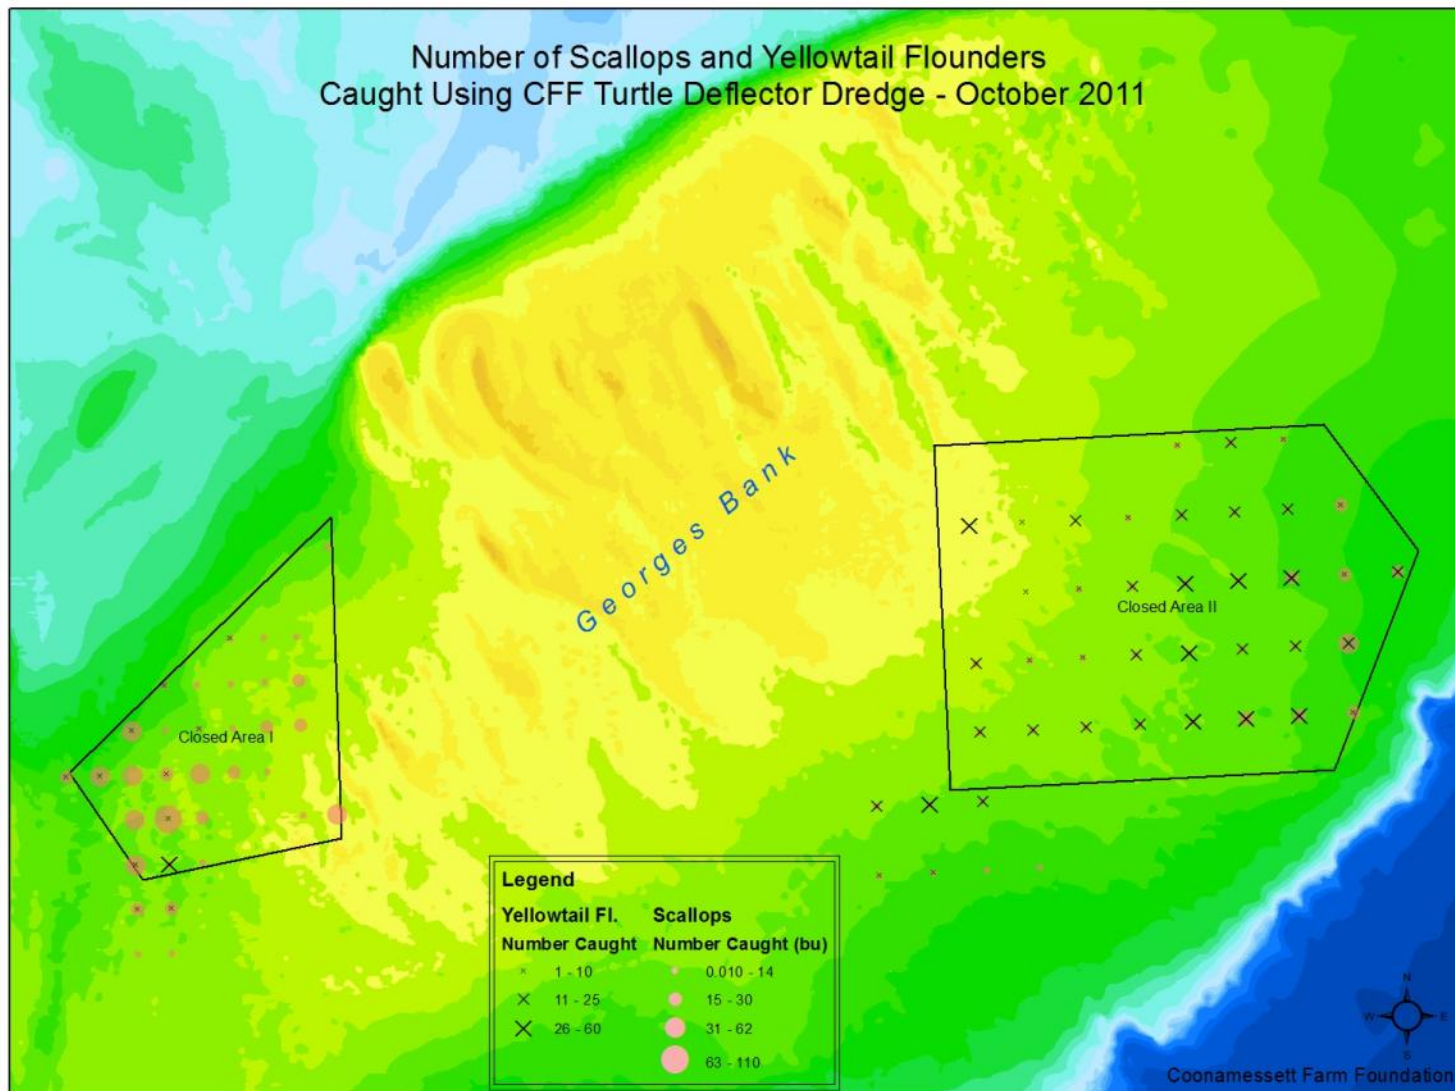 Number of Scallops and Yellowtail Flounders
Caught Using CFF Turtle Deflector Dredge - October 2011
Georges Bank
Closed Area II
Closed Area I
Legend
Yellowtail Fl. Scallops
Number Caught Number Caught (bu)
1 - 10 0.010 - 14
11 - 25 15 - 30
26 - 60 31 - 62
63 - 110
N
W E
S
Coonamessett Farm Foundation